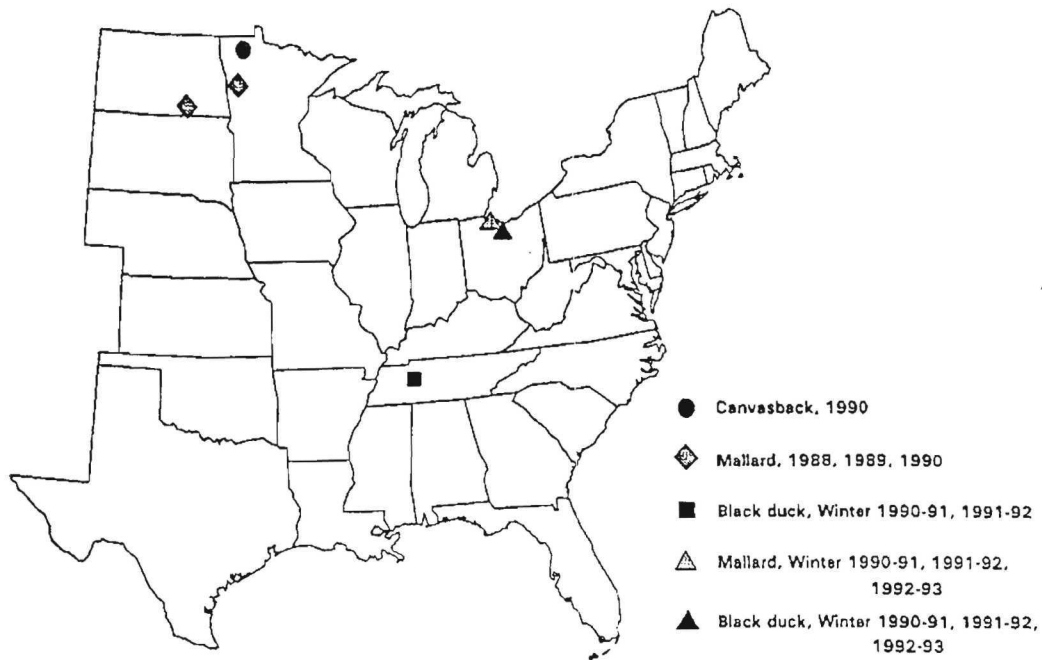 Canvasback, 1990
Mallard, 1988, 1989, 1990
Black duck, Winter 1990-91, 1991-92
Mallard, Winter 1990-91, 1991-92,
1992-93
Black duck, Winter 1990-91, 1991-92,
1992-93